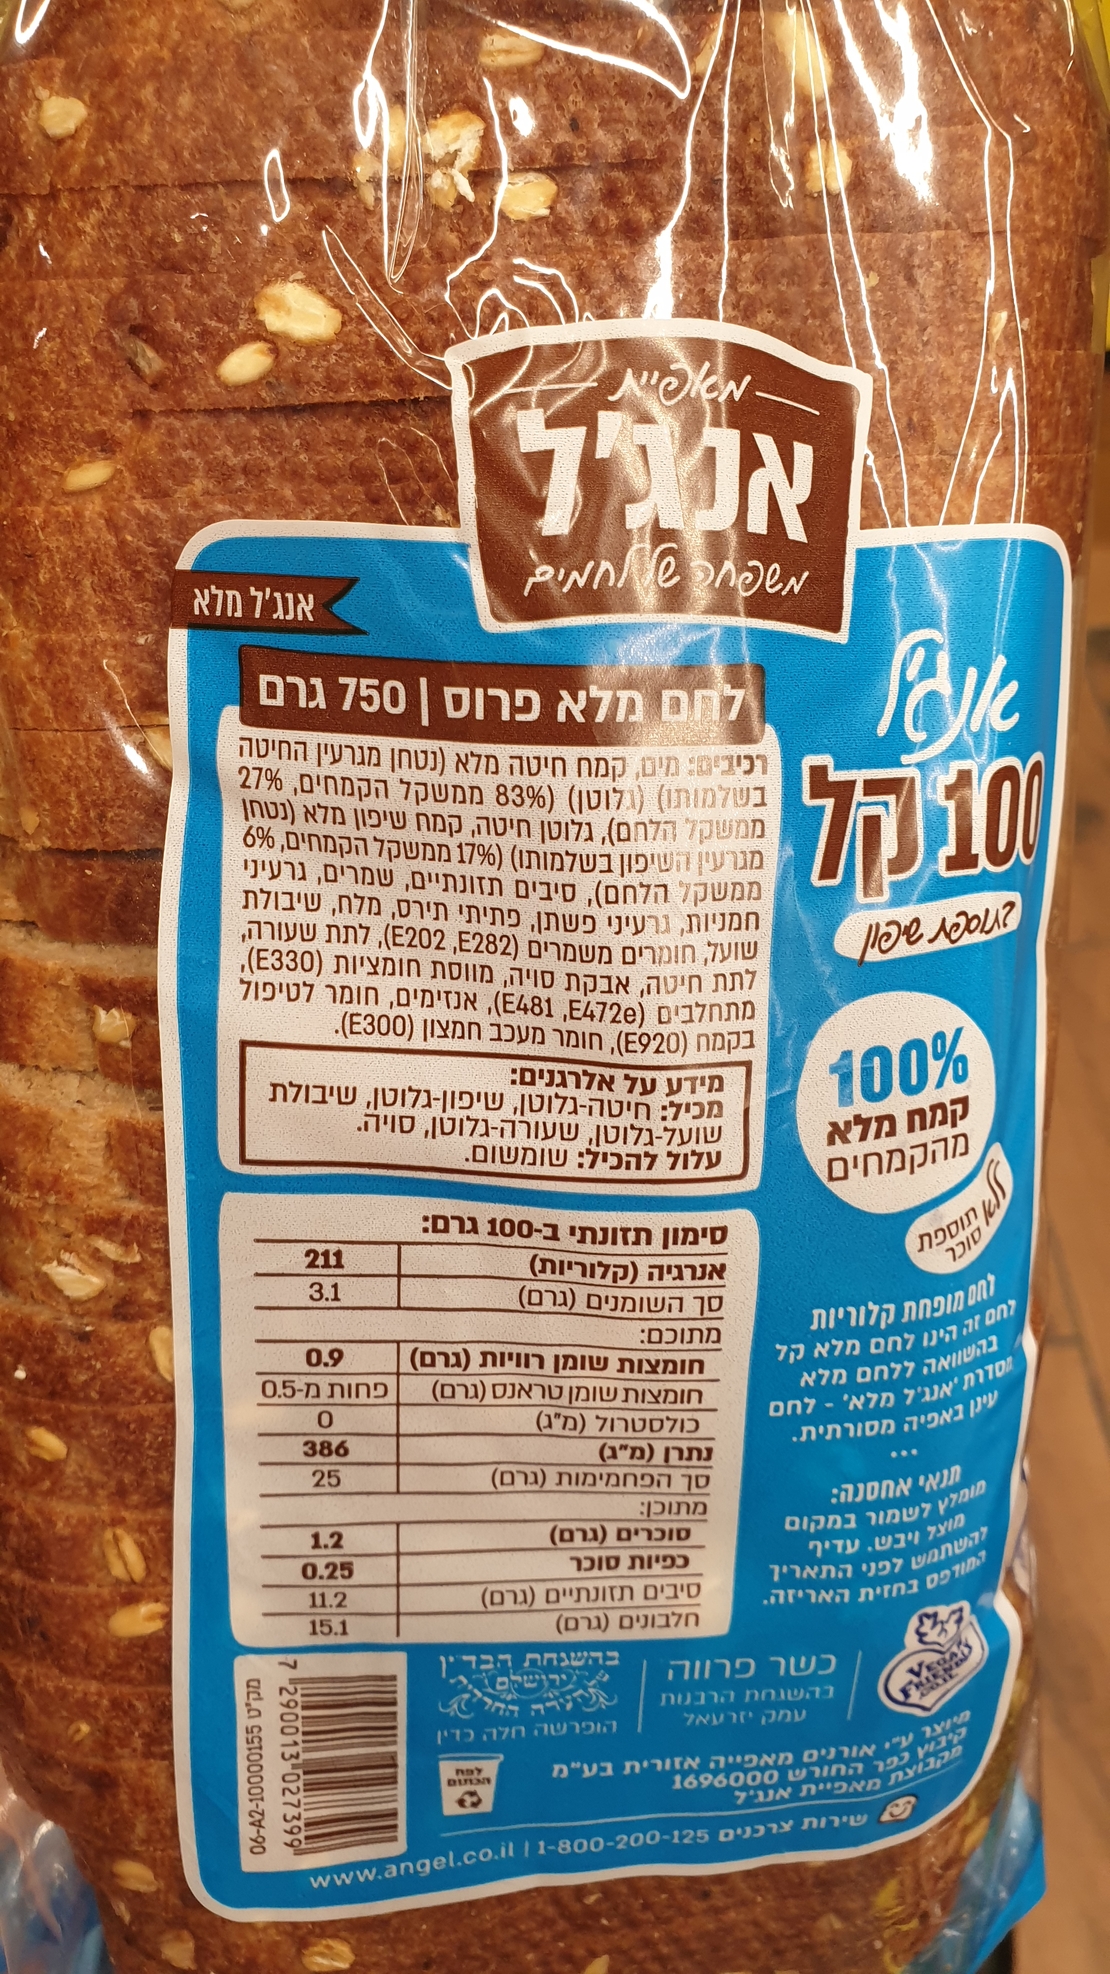 מאפיית
אנג'ל
משפחה של לחמים
אנג'ל מלא
אנג'ל
100 קל
בתוספת שיפון
100%
קמח מלא
מהקמחים
ללא תוספת
סוכר
לחם מופחת קלוריות
לחם זה הינו לחם מלא קל
בהשוואה ללחם מלא
מסדרת 'אנג'ל מלא' - לחם
עינן באפיה מסורתית.
...
תנאי אחסנה:
מומלץ לשמור במקום
מוצל ויבש. עדיף
להשתמש לפני התאריך
המודפס בחזית האריזה.
לחם מלא פרוס | 750 גרם
רכיבים: מים, קמח חיטה מלא (נטחן מגרעין החיטה
בשלמותו) (גלוטן) (83% ממשקל הקמחים, 27%
ממשקל הלחם), גלוטן חיטה, קמח שיפון מלא (נטחן
מגרעין השיפון בשלמותו) (17% ממשקל הקמחים, 6%
ממשקל הלחם), סיבים תזונתיים, שמרים, גרעיני
חמניות, גרעיני פשתן, פתיתי תירס, מלח, שיבולת
שועל, חומרים משמרים (E202 ,E282), לתת שעורה,
לתת חיטה, אבקת סויה, מווסת חומציות (E330),
מתחלבים (E481 ,E472e), אנזימים, חומר לטיפול
בקמח (E920), חומר מעכב חמצון (E300).
מידע על אלרגנים:
מכיל: חיטה-גלוטן, שיפון-גלוטן, שיבולת
שועל-גלוטן, שעורה-גלוטן, סויה.
עלול להכיל: שומשום.
סימון תזונתי ב-100 גרם:
אנרגיה (קלוריות) 211
סך השומנים (גרם) 3.1
מתוכם:
חומצות שומן רוויות (גרם) 0.9
חומצות שומן טראנס (גרם) פחות מ-0.5
כולסטרול (מ"ג) 0
נתרן (מ"ג) 386
סך הפחמימות (גרם) 25
מתוכן:
סוכרים (גרם) 1.2
כפיות סוכר 0.25
סיבים תזונתיים (גרם) 11.2
חלבונים (גרם) 15.1
VEGAN
FRIENDLY
כשר פרווה
בהשגחת הרבנות
עמק יזרעאל
בהשגחת הבד"ץ
ירושלים
העדה החרדית
הופרשה חלה כדין
מיוצר ע"י אורנים מאפייה אזורית בע"מ
קיבוץ כפר החורש 1696000
מקבוצת מאפיית אנג'ל
לפח
הכתום
שירות צרכנים 1-800-200-125 | www.angel.co.il
7 290013 027399
מק"ט 06-A2-10000155